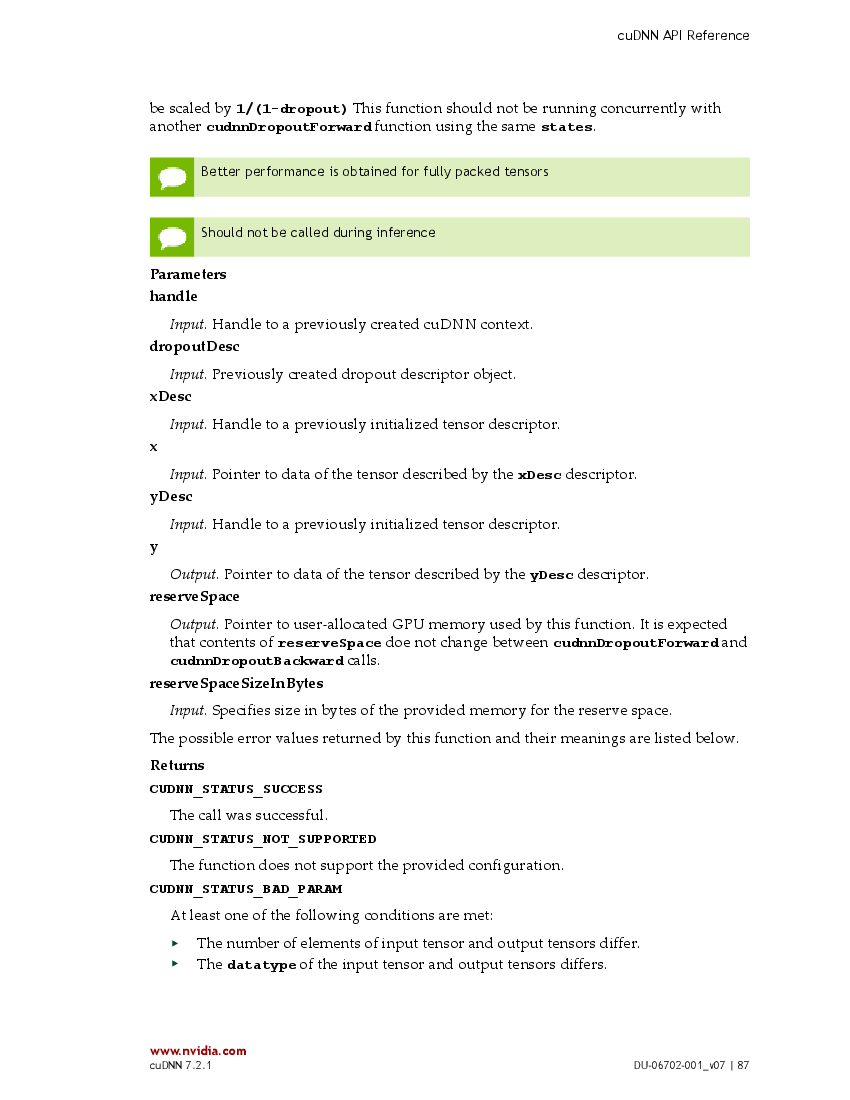 cuDNN API Reference
be scaled by 1/(1-dropout) This function should not be running concurrently with
another cudnnDropoutForward function using the same states.
Better performance is obtained for fully packed tensors
Should not be called during inference
Parameters
handle
Input. Handle to a previously created cuDNN context.
dropoutDesc
Input. Previously created dropout descriptor object.
xDesc
Input. Handle to a previously initialized tensor descriptor.
x
Input. Pointer to data of the tensor described by the xDesc descriptor.
yDesc
Input. Handle to a previously initialized tensor descriptor.
y
Output. Pointer to data of the tensor described by the yDesc descriptor.
reserveSpace
Output. Pointer to user-allocated GPU memory used by this function. It is expected
that contents of reserveSpace doe not change between cudnnDropoutForward and
cudnnDropoutBackward calls.
reserveSpaceSizeInBytes
Input. Specifies size in bytes of the provided memory for the reserve space.
The possible error values returned by this function and their meanings are listed below.
Returns
CUDNN_STATUS_SUCCESS
The call was successful.
CUDNN_STATUS_NOT_SUPPORTED
The function does not support the provided configuration.
CUDNN_STATUS_BAD_PARAM
At least one of the following conditions are met:
▸ The number of elements of input tensor and output tensors differ.
▸ The datatype of the input tensor and output tensors differs.
www.nvidia.com
cuDNN 7.2.1
DU-06702-001_v07 | 87